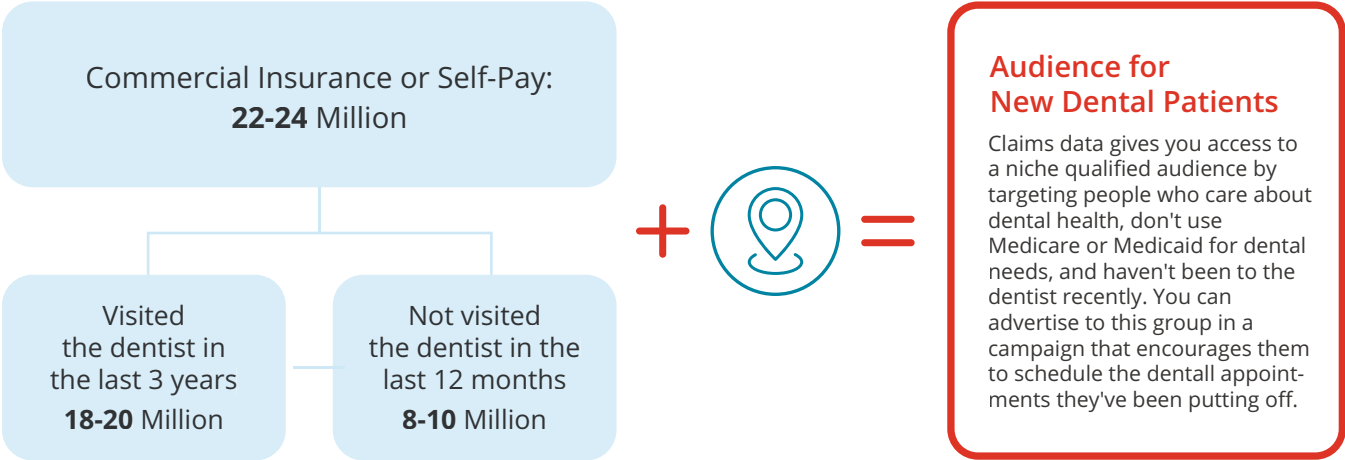 Commercial Insurance or Self-Pay:
22-24 Million
Visited
the dentist in
the last 3 years
18-20 Million
Not visited
the dentist in the
last 12 months
8-10 Million
+
=
Audience for
New Dental Patients
Claims data gives you access to
a niche qualified audience by
targeting people who care about
dental health, don't use
Medicare or Medicaid for dental
needs, and haven't been to the
dentist recently. You can
advertise to this group in a
campaign that encourages them
to schedule the dentall appoint-
ments they've been putting off.